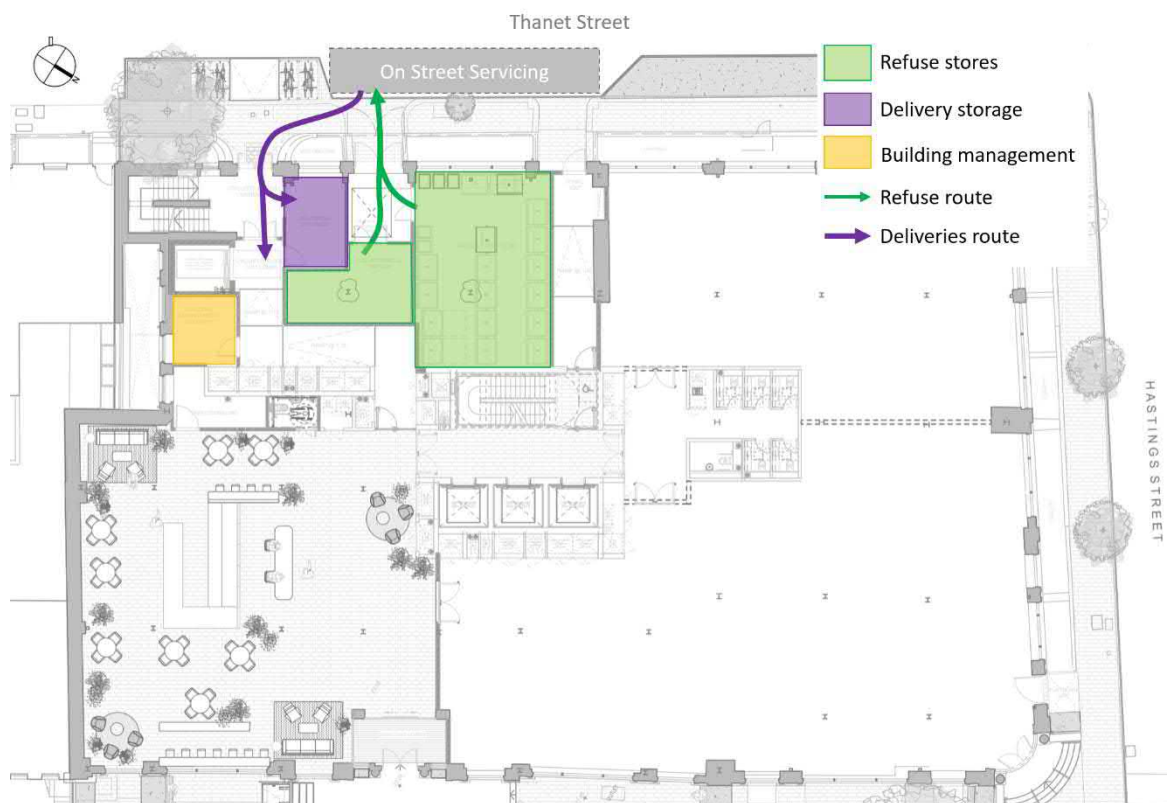 Thanet Street
On Street Servicing
Refuse stores
Delivery storage
Building management
Refuse route
Deliveries route
N
HASTINGS STREET